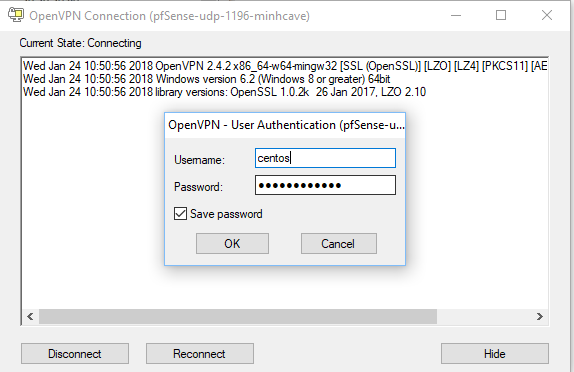 OpenVPN Connection (pfSense-udp-1196-minhcave)
Current State: Connecting
Wed Jan 24 10:50:56 2018 OpenVPN 2.4.2 x86_64-w64-mingw32 [SSL (OpenSSL)] [LZO] [LZ4] [PKCS11] [AE
Wed Jan 24 10:50:56 2018 Windows version 6.2 (Windows 8 or greater) 64bit
Wed Jan 24 10:50:56 2018 library versions: OpenSSL 1.0.2k 26 Jan 2017, LZO 2.10
OpenVPN - User Authentication (pfSense-u...
Username: centos
Password: ●●●●●●●●●●●●
Save password
OK Cancel
Disconnect Reconnect Hide